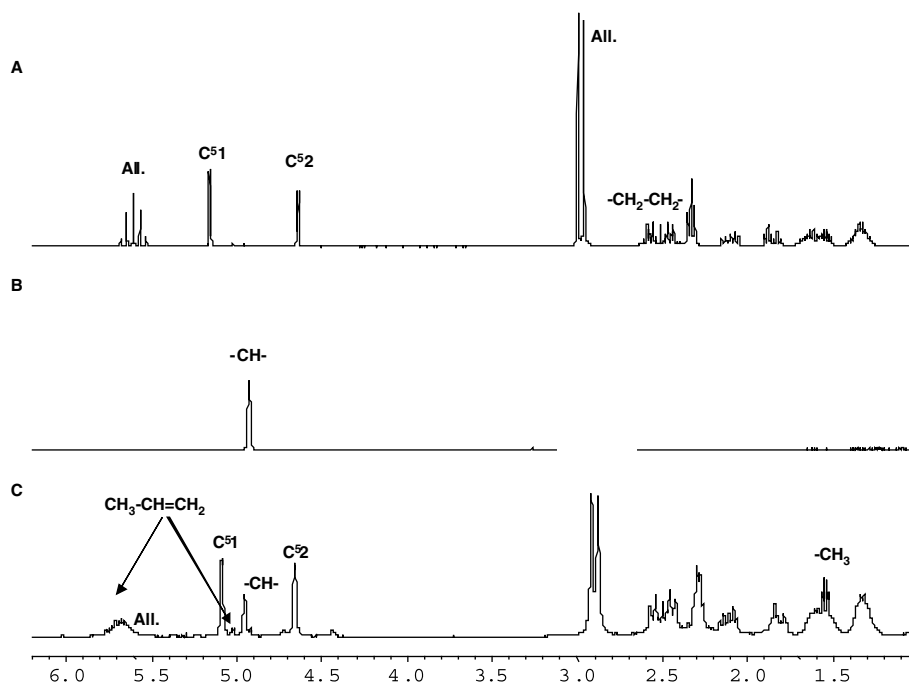 A
All.
C⁵1
C⁵2
All.
-CH₂-CH₂-
B
-CH-
C
CH₃-CH=CH₂
All.
C⁵1
-CH-
C⁵2
-CH₃
6.0 5.5 5.0 4.5 4.0 3.5 3.0 2.5 2.0 1.5